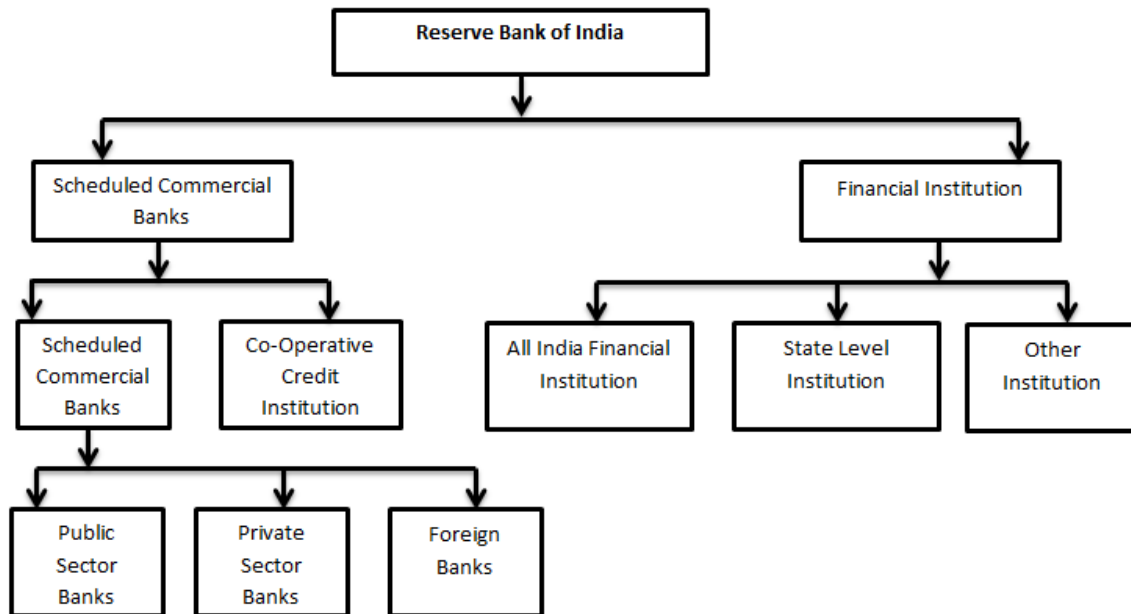 Reserve Bank of India
Scheduled Commercial
Banks
Financial Institution
Scheduled
Commercial
Banks
Co-Operative
Credit
Institution
All India Financial
Institution
State Level
Institution
Other
Institution
Public
Sector
Banks
Private
Sector
Banks
Foreign
Banks